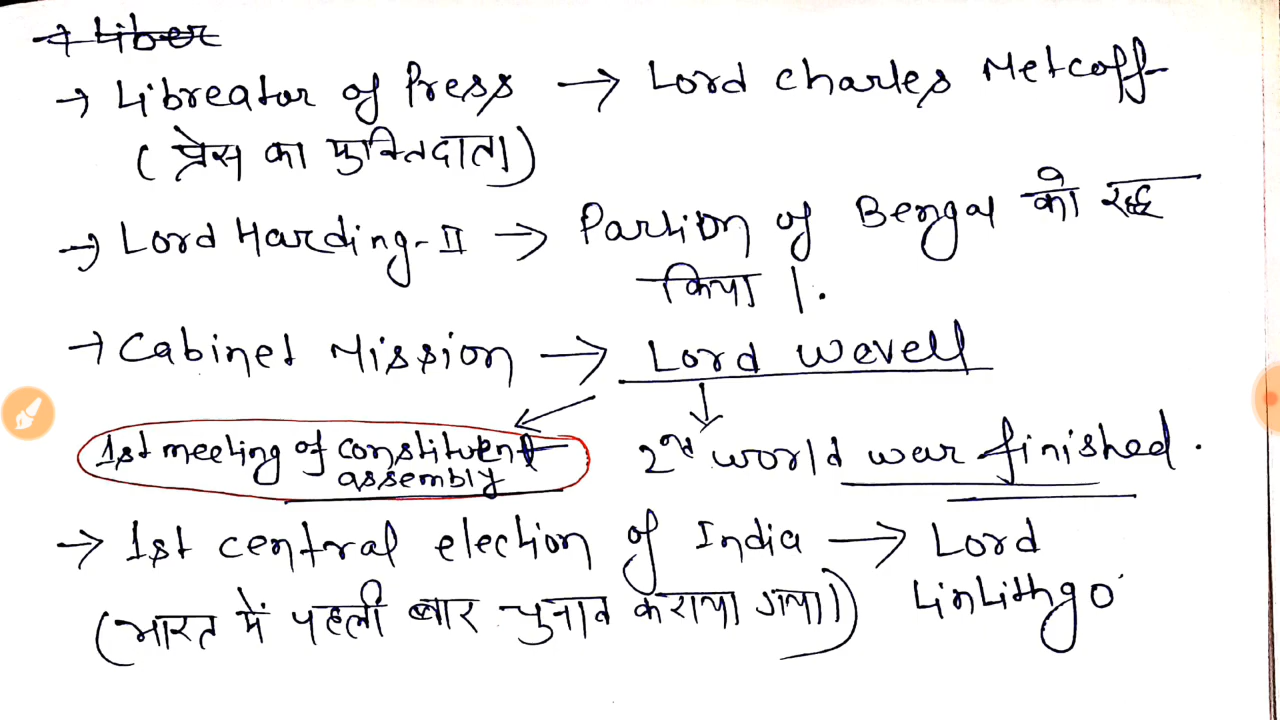 → Liber
→ Libreator of Press → Lord Charles Metcoff
( प्रेस का मुक्तिदाता )
→ Lord Harding-II → Partion of Bengal को रद्द
किया |.
→ Cabinet Mission → Lord wevell
1st meeting of constituent assembly
2nd world war finished.
→ 1st central election of India → Lord
(भारत में पहली बार चुनाव कराया गया।) Linlithgo